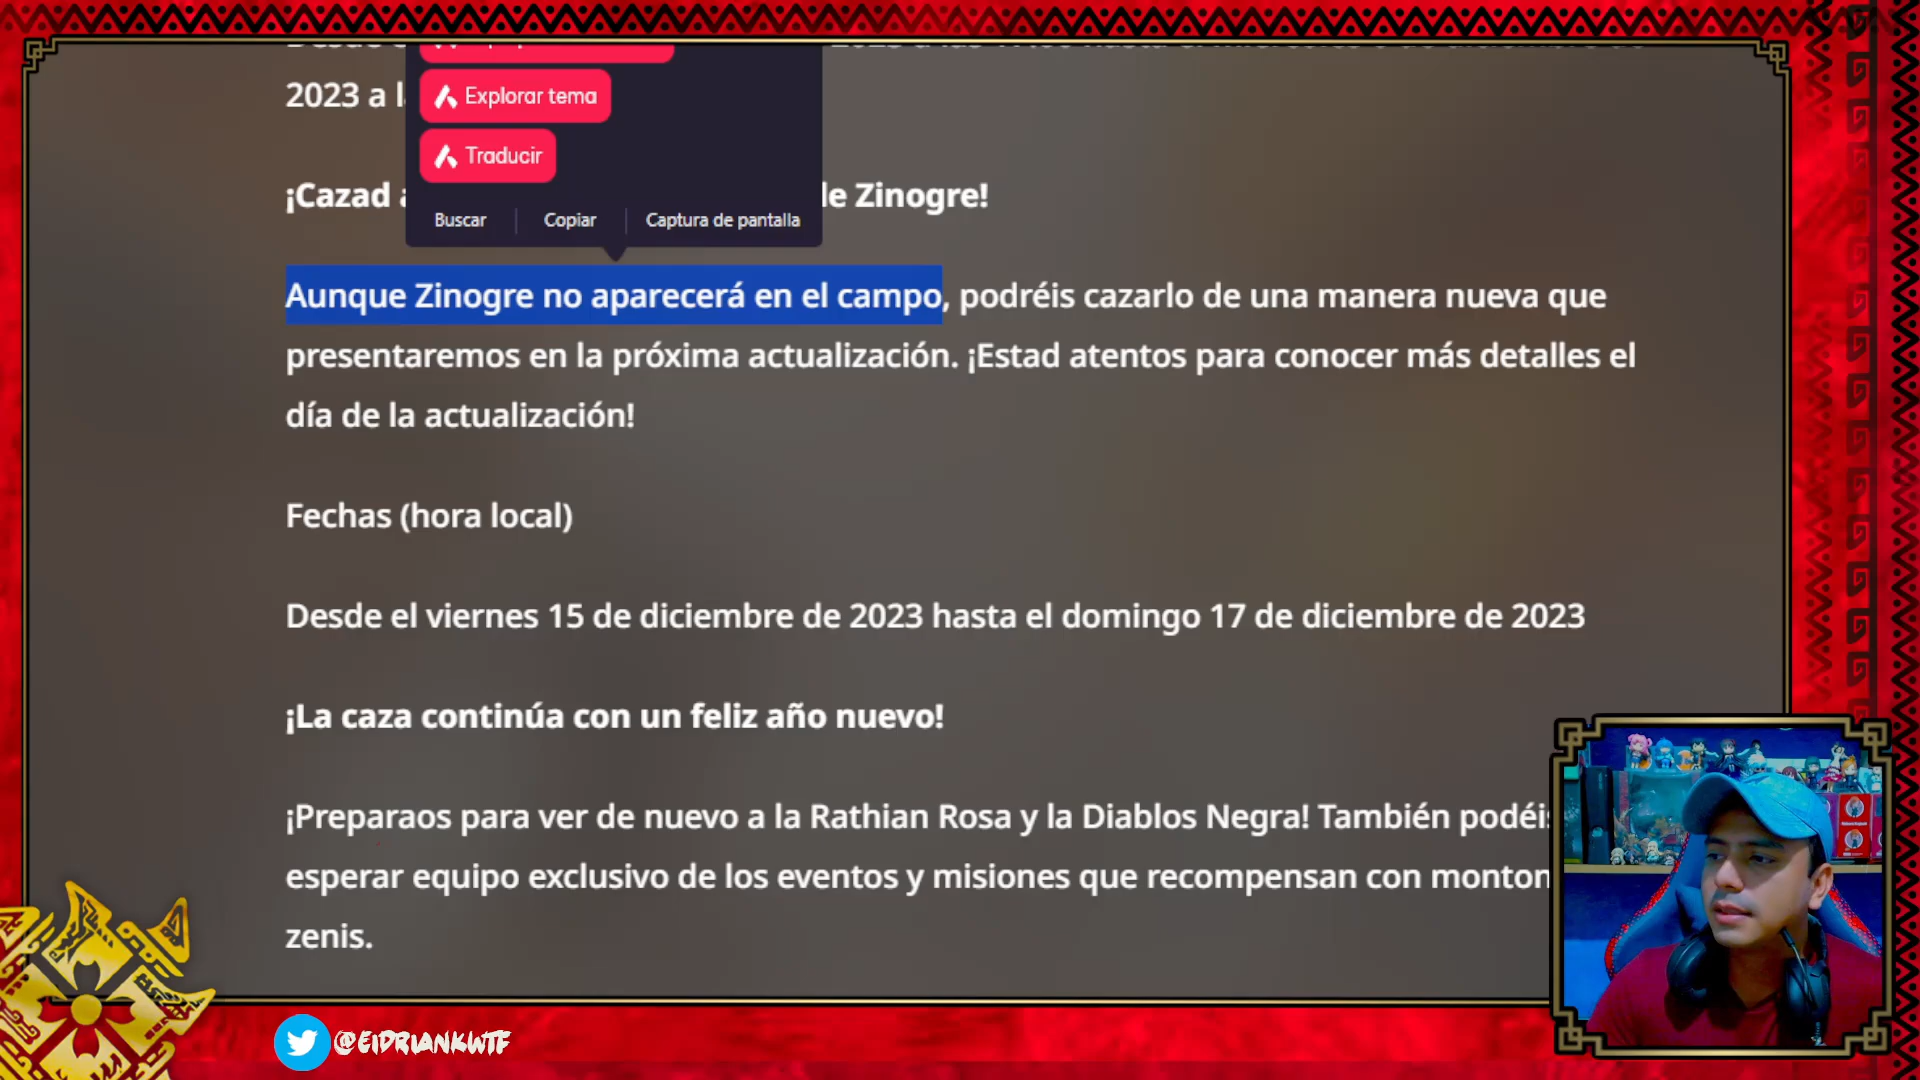 2023 a
Explorar tema
Traducir
¡Cazad
de Zinogre!
Buscar
Copiar
Captura de pantalla
Aunque Zinogre no aparecerá en el campo, podréis cazarlo de una manera nueva que
presentaremos en la próxima actualización. ¡Estad atentos para conocer más detalles el
día de la actualización!
Fechas (hora local)
Desde el viernes 15 de diciembre de 2023 hasta el domingo 17 de diciembre de 2023
¡La caza continúa con un feliz año nuevo!
¡Preparaos para ver de nuevo a la Rathian Rosa y la Diablos Negra! También podéis
esperar equipo exclusivo de los eventos y misiones que recompensan con
zenis.
@EIDRIANKWTF